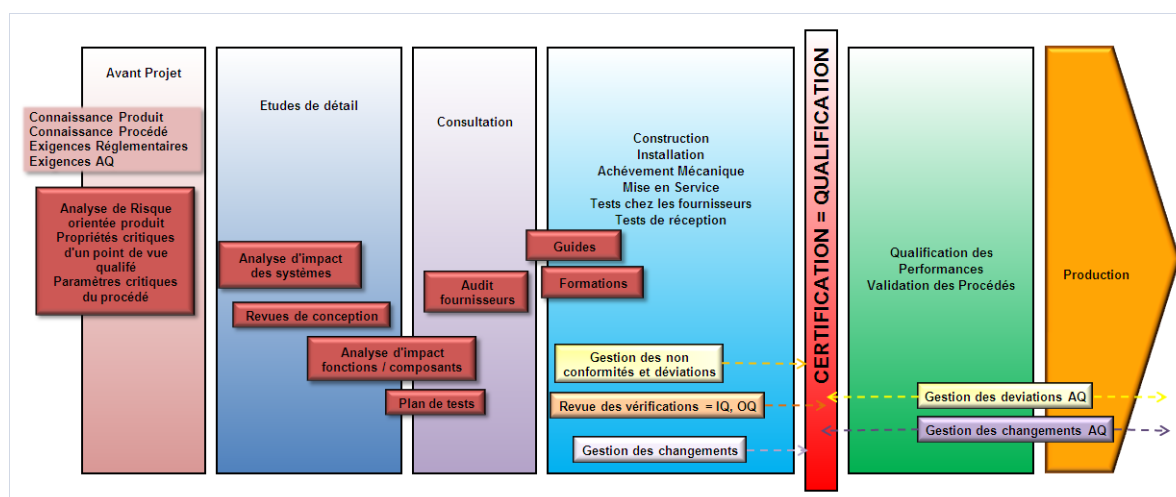 Avant Projet
Connaissance Produit
Connaissance Procédé
Exigences Réglementaires
Exigences AQ
Analyse de Risque
orientée produit
Propriétés critiques
d'un point de vue
qualifé
Paramètres critiques
du procédé
Etudes de détail
Analyse d'impact
des systèmes
Revues de conception
Analyse d'impact
fonctions / composants
Plan de tests
Consultation
Audit
fournisseurs
Guides
Formations
Construction
Installation
Achévement Mécanique
Mise en Service
Tests chez les fournisseurs
Tests de réception
Gestion des non
conformités et déviations
Revue des vérifications = IQ, OQ
Gestion des changements
CERTIFICATION = QUALIFICATION
Qualification des
Performances
Validation des Procédés
Gestion des deviations AQ
Gestion des changements AQ
Production